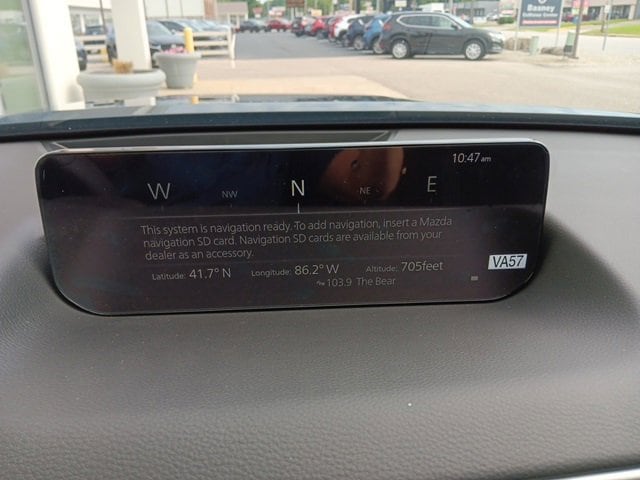 Basney
10:47am
W NW N NE E
This system is navigation ready. To add navigation, insert a Mazda
navigation SD card. Navigation SD cards are available from your
dealer as an accessory.
Latitude: 41.7° N Longitude: 86.2° W Altitude: 705feet
VA57
103.9 The Bear